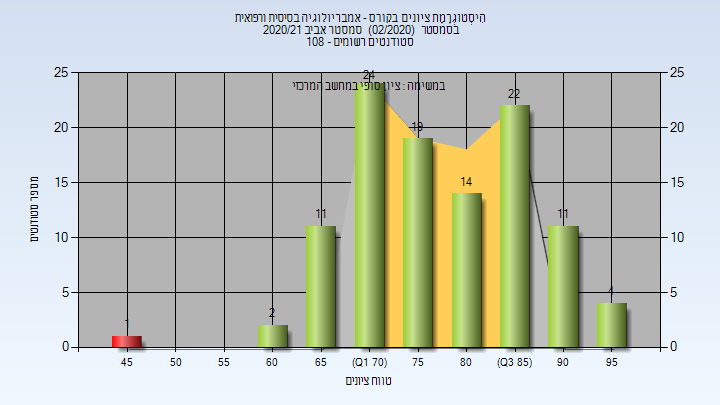 היסטוגרמת ציונים בקורס - אמבריולוגיה בסיסית ורפואית
בסמסטר (02/2020) סמסטר אביב 2020/21
סטודנטים רשומים - 108
במשימה : ציון סופי במחשב המרכזי
25 25
20 20
15 15
10 10
5 5
0 0
1 2 11 24 19 14 22 11 4
45 50 55 60 65 (Q1 70) 75 80 (Q3 85) 90 95
מספר סטודנטים
טווח ציונים